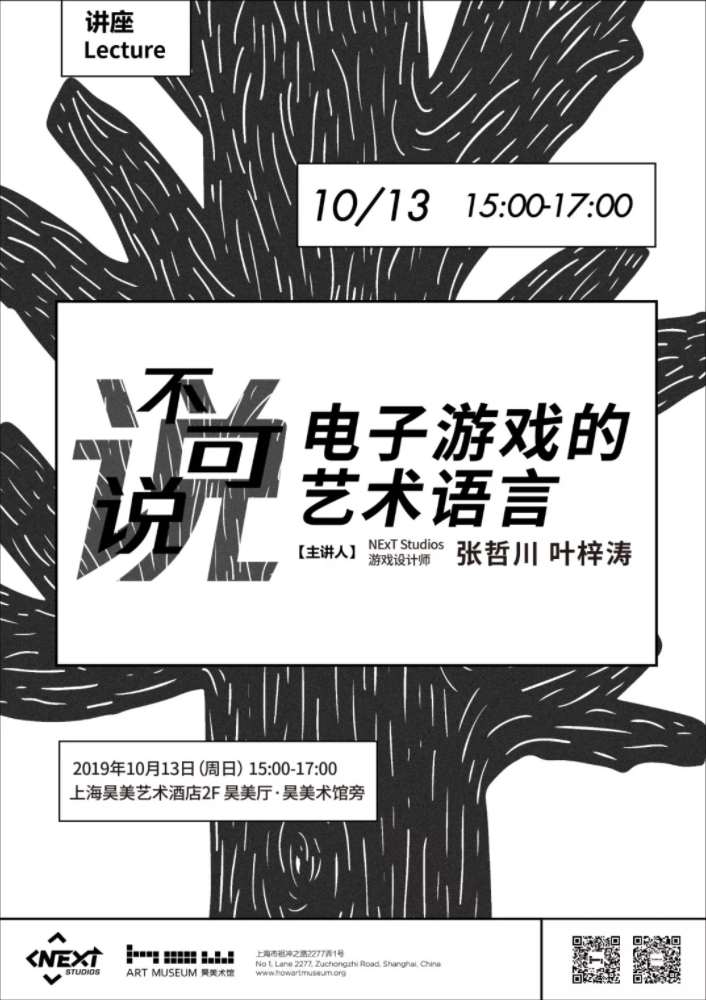 讲座
Lecture
10/13 15:00-17:00
不可说
说
电子游戏的
艺术语言
【主讲人】 NExT Studios 游戏设计师 张哲川 叶梓涛
2019年10月13日(周日) 15:00-17:00
上海昊美艺术酒店2F 昊美厅·昊美术馆旁
NEXT
STUDIOS
ART MUSEUM 昊美术馆
上海市祖冲之路2277弄1号
No 1, Lane 2277, Zuchongzhi Road, Shanghai, China
www.howartmuseum.org